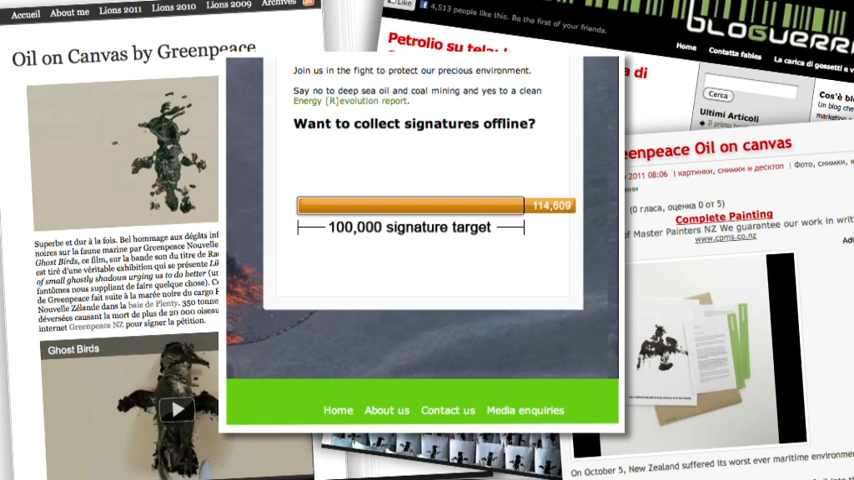 Accueil About me Lions 2011 Lions 2010 Lions 2009 Archives
Oil on Canvas by Greenpeace
Superbe et dur à la fois. Bel hommage aux dégâts
noires sur la faune marine par Greenpeace
Ghost Birds, ce film, sur la bande son du titre de
est tiré d'une véritable exhibition qui se présente
of small ghostly shadows urging us to do better
fantômes nous suppliant de faire quelque chose).
de Greenpeace fait suite à la marée noire du cargo
Nouvelle Zélande dans la baie de Plenty. 350
déversées causant la mort de plus de 20 000
internet Greenpeace NZ pour signer la pétition.
Ghost Birds
Join us in the fight to protect our precious environment.
Say no to deep sea oil and coal mining and yes to a clean
Energy [R]evolution report.
Want to collect signatures offline?
114,609
100,000 signature target
Home About us Contact us Media enquiries
Like 4,513 people like this. Be the first of your friends.
Petrolio su
di
Home Contatta fables La carica di gessetti e
Cerca
Ultimi Articoli
Cos'è
Un blog che
marketing
Oil on canvas
2011 08:06 | картинки, снимки и десктоп | Фото, снимки,
(0 гласа, оценка 0 от 5)
Complete Painting
of Master Painters NZ We guarantee our work in
www.cpms.co.nz
On October 5, New Zealand suffered its worst ever maritime